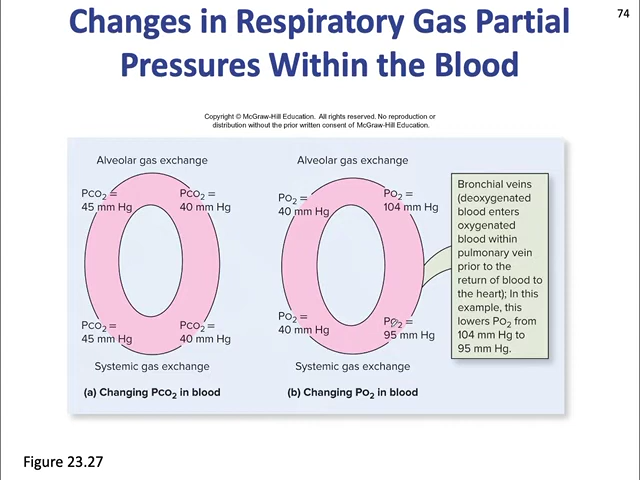 Changes in Respiratory Gas Partial
Pressures Within the Blood
74
Copyright © McGraw-Hill Education. All rights reserved. No reproduction or
distribution without the prior written consent of McGraw-Hill Education.
Alveolar gas exchange
PCO₂ =
45 mm Hg
PCO₂ =
40 mm Hg
PCO₂ =
45 mm Hg
PCO₂ =
40 mm Hg
Systemic gas exchange
(a) Changing PCO₂ in blood
Alveolar gas exchange
PO₂ =
40 mm Hg
PO₂ =
104 mm Hg
PO₂ =
40 mm Hg
PO₂ =
95 mm Hg
Systemic gas exchange
(b) Changing PO₂ in blood
Bronchial veins
(deoxygenated
blood enters
oxygenated
blood within
pulmonary vein
prior to the
return of blood to
the heart); In this
example, this
lowers PO₂ from
104 mm Hg to
95 mm Hg.
Figure 23.27